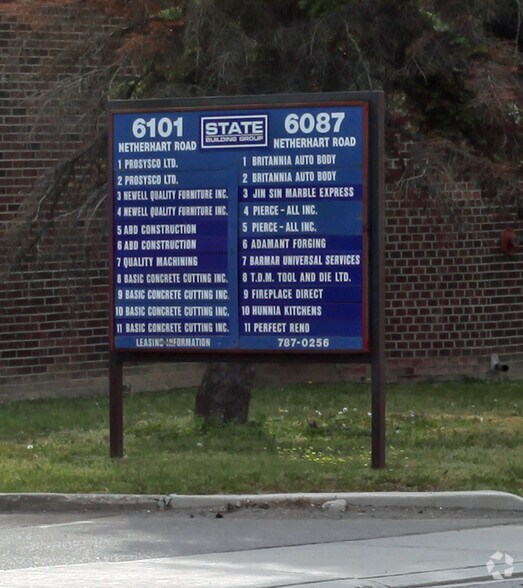 6101
NETHERHART ROAD
STATE
BUILDING GROUP
6087
NETHERHART ROAD
1 PROSYSCO LTD.
2 PROSYSCO LTD.
3 NEWELL QUALITY FURNITURE INC.
4 NEWELL QUALITY FURNITURE INC.
5 ABD CONSTRUCTION
6 ABD CONSTRUCTION
7 QUALITY MACHINING
8 BASIC CONCRETE CUTTING INC.
9 BASIC CONCRETE CUTTING INC.
10 BASIC CONCRETE CUTTING INC.
11 BASIC CONCRETE CUTTING INC.
1 BRITANNIA AUTO BODY
2 BRITANNIA AUTO BODY
3 JIN SIN MARBLE EXPRESS
4 PIERCE - ALL INC.
5 PIERCE - ALL INC.
6 ADAMANT FORGING
7 BARMAR UNIVERSAL SERVICES
8 T.D.M. TOOL AND DIE LTD.
9 FIREPLACE DIRECT
10 HUNNIA KITCHENS
11 PERFECT RENO
LEASING INFORMATION 787-0256